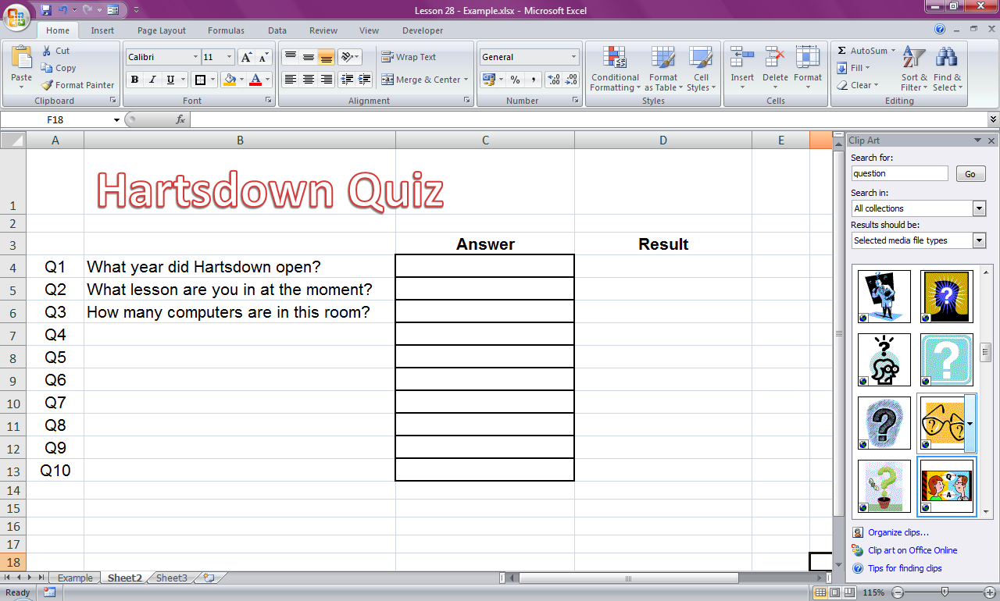 Lesson 28 - Example.xlsx - Microsoft Excel
Home Insert Page Layout Formulas Data Review View Developer
Paste
Cut
Copy
Format Painter
Clipboard
Calibri 11
B I U A
Font
Wrap Text
Merge & Center
Alignment
General
% ,
Number
Conditional Formatting
Format as Table
Cell Styles
Styles
Insert Delete Format
Cells
Σ AutoSum
Fill
Clear
Sort & Filter
Find & Select
Editing
F18 fx
A B C D E
Hartsdown Quiz
1
2
3 Answer Result
4 Q1 What year did Hartsdown open?
5 Q2 What lesson are you in at the moment?
6 Q3 How many computers are in this room?
7 Q4
8 Q5
9 Q6
10 Q7
11 Q8
12 Q9
13 Q10
14
15
16
17
18
Clip Art
Search for:
question Go
Search in:
All collections
Results should be:
Selected media file types
?
?
?
?
?
? ?
?
Q
A
Organize clips...
Clip art on Office Online
Tips for finding clips
Example Sheet2 Sheet3
Ready 115%